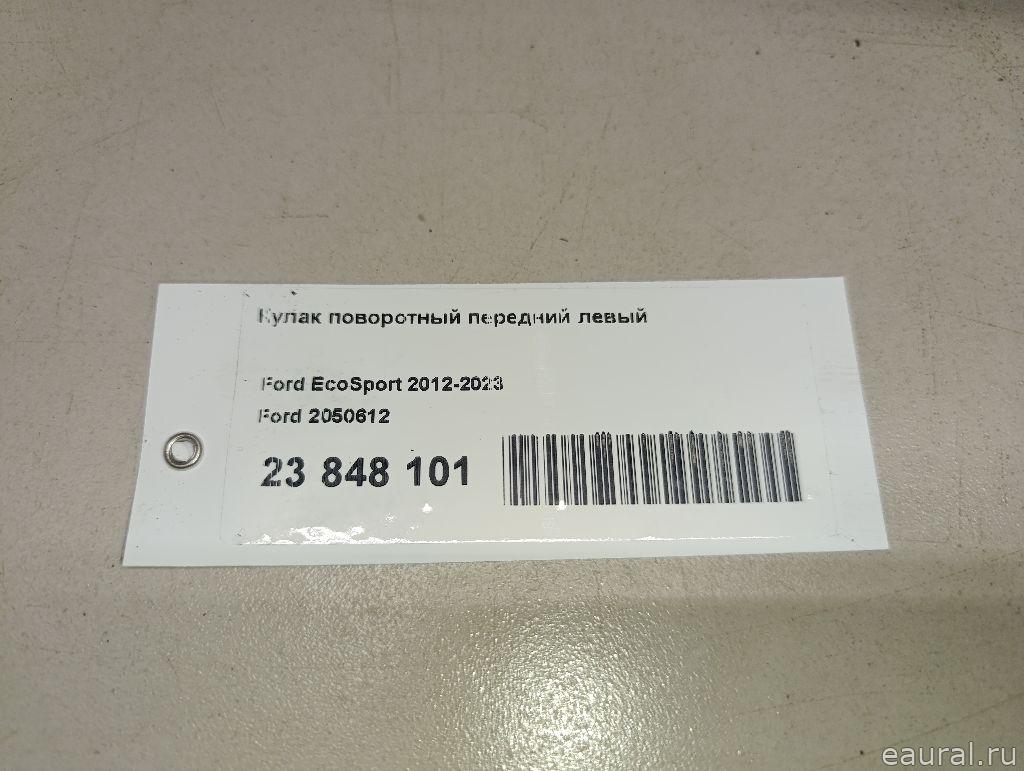 Кулак поворотный передний левый
Ford EcoSport 2012-2023
Ford 2050612
23 848 101
eaural.ru